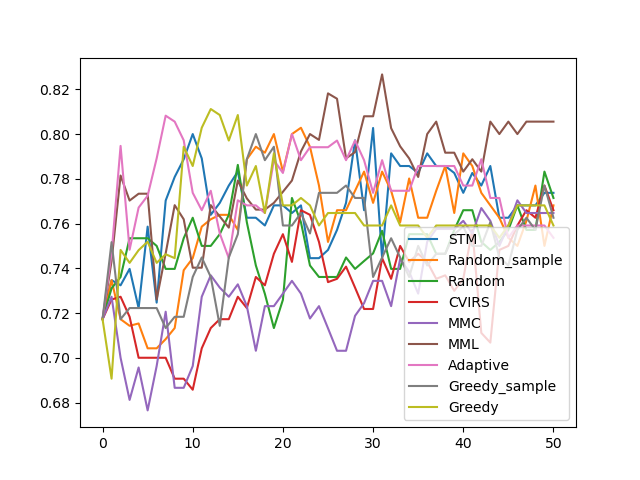 0.82
0.80
0.78
0.76
0.74
0.72
0.70
0.68
0
10
20
30
40
50
STM
Random_sample
Random
CVIRS
MMC
MML
Adaptive
Greedy_sample
Greedy